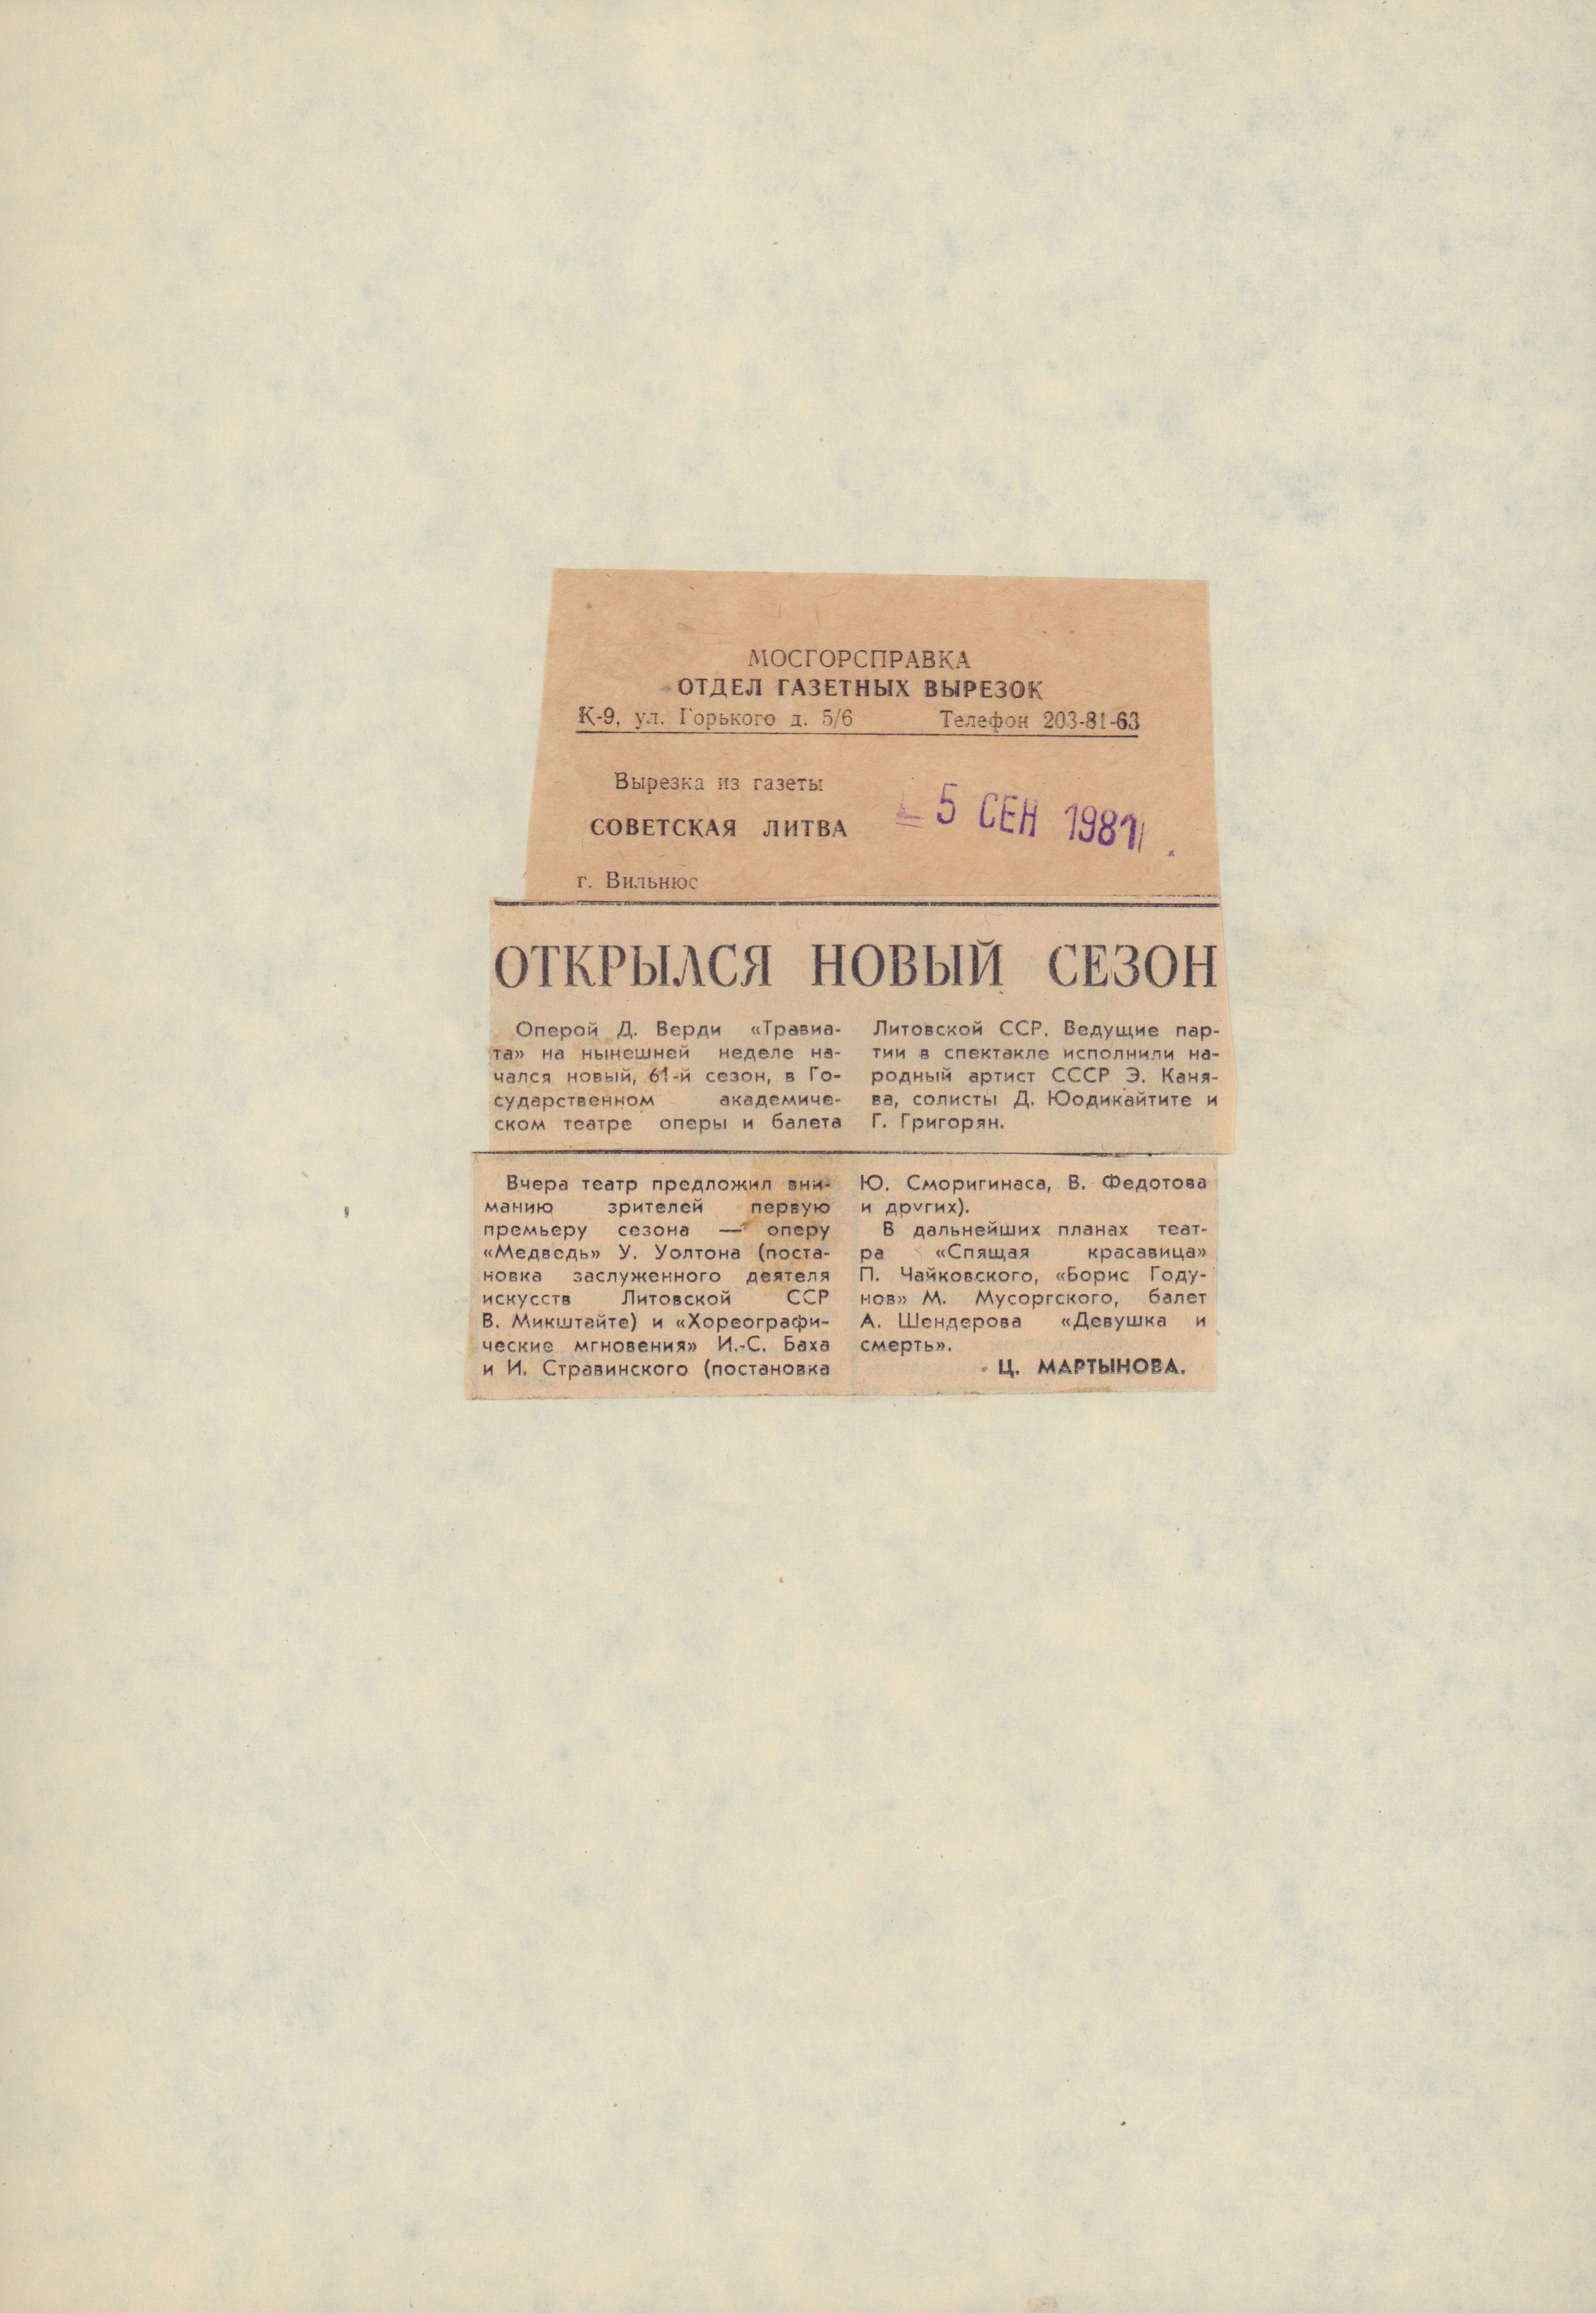 МОСГОРСПРАВКА
ОТДЕЛ ГАЗЕТНЫХ ВЫРЕЗОК
К-9, ул. Горького д. 5/6 Телефон 203-81-63
Вырезка из газеты
СОВЕТСКАЯ ЛИТВА
5 СЕН 1981
г. Вильнюс
ОТКРЫЛСЯ НОВЫЙ СЕЗОН
Оперой Д. Верди «Травиа-
та» на нынешней неделе на-
чался новый, 61-й сезон, в Го-
сударственном академиче-
ском театре оперы и балета
Литовской ССР. Ведущие пар-
тии в спектакле исполнили на-
родный артист СССР Э. Каня-
ва, солисты Д. Юодикайтите и
Г. Григорян.
Вчера театр предложил вни-
манию зрителей первую
премьеру сезона — оперу
«Медведь» У. Уолтона (поста-
новка заслуженного деятеля
искусств Литовской ССР
В. Микштайте) и «Хореографи-
ческие мгновения» И.-С. Баха
и И. Стравинского (постановка
Ю. Сморигинаса, В. Федотова
и других).
В дальнейших планах теат-
ра «Спящая красавица»
П. Чайковского, «Борис Году-
нов» М. Мусоргского, балет
А. Шендерова «Девушка и
смерть».
Ц. МАРТЫНОВА.